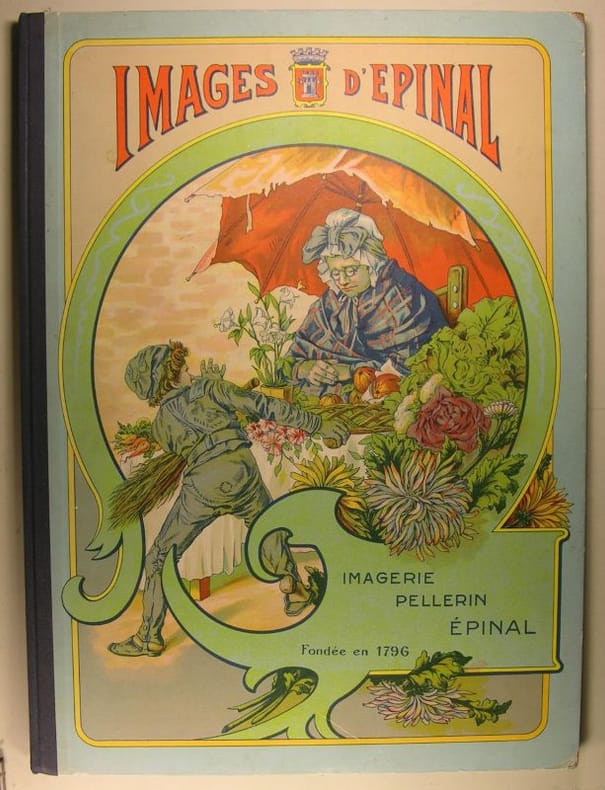 IMAGES D'EPINAL
IMAGERIE
PELLERIN
ÉPINAL
Fondée en 1796